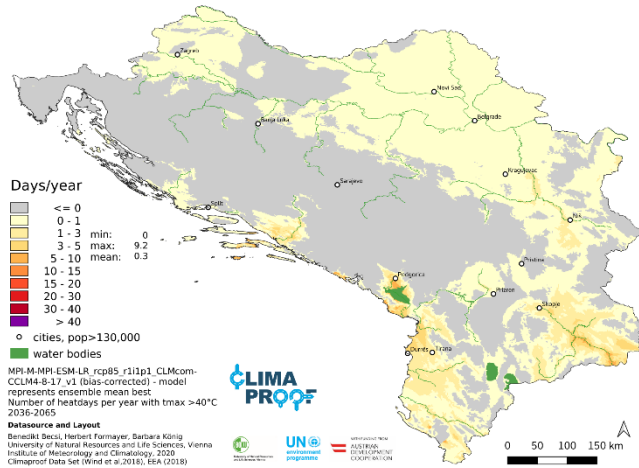 Zagreb
Novi Sad
Banja Luka
Belgrade
Sarajevo
Kragujevac
Split
Niš
Pristina
Podgorica
Prizren
Skopje
Durrës
Tirana
Days/year
<= 0
0 - 1
1 - 3
3 - 5
5 - 10
10 - 15
15 - 20
20 - 30
30 - 40
> 40
min: 0
max: 9.2
mean: 0.3
cities, pop>130,000
water bodies
MPI-M-MPI-ESM-LR_rcp85_r1i1p1_CLMcom-
CCLM4-8-17_v1 (bias-corrected) - model
represents ensemble mean best
Number of heatdays per year with tmax >40°C
2036-2065
Datasource and Layout
Benedikt Becsi, Herbert Formayer, Barbara König
University of Natural Resources and Life Sciences, Vienna
Institute of Meteorology and Climatology, 2020
Climaproof Data Set (Wind et al,2018), EEA (2018)
CLIMA
PROOF
UN
environment
programme
WITH FUNDING FROM
AUSTRIAN
DEVELOPMENT
COOPERATION
0 50 100 150 km